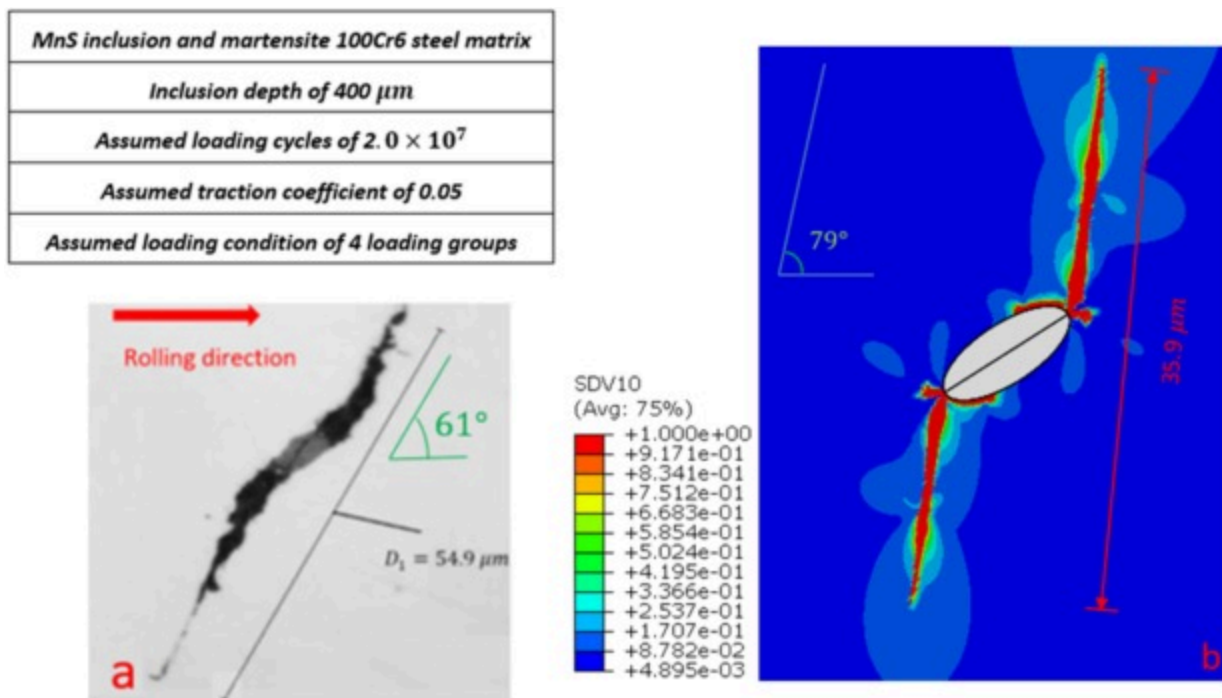 MnS inclusion and martensite 100Cr6 steel matrix
Inclusion depth of 400 μm
Assumed loading cycles of 2.0 × 10⁷
Assumed traction coefficient of 0.05
Assumed loading condition of 4 loading groups
Rolling direction
61°
D₁ = 54.9 μm
a
SDV10
(Avg: 75%)
+1.000e+00
+9.171e-01
+8.341e-01
+7.512e-01
+6.683e-01
+5.854e-01
+5.024e-01
+4.195e-01
+3.366e-01
+2.537e-01
+1.707e-01
+8.782e-02
+4.895e-03
79°
35.9 μm
b